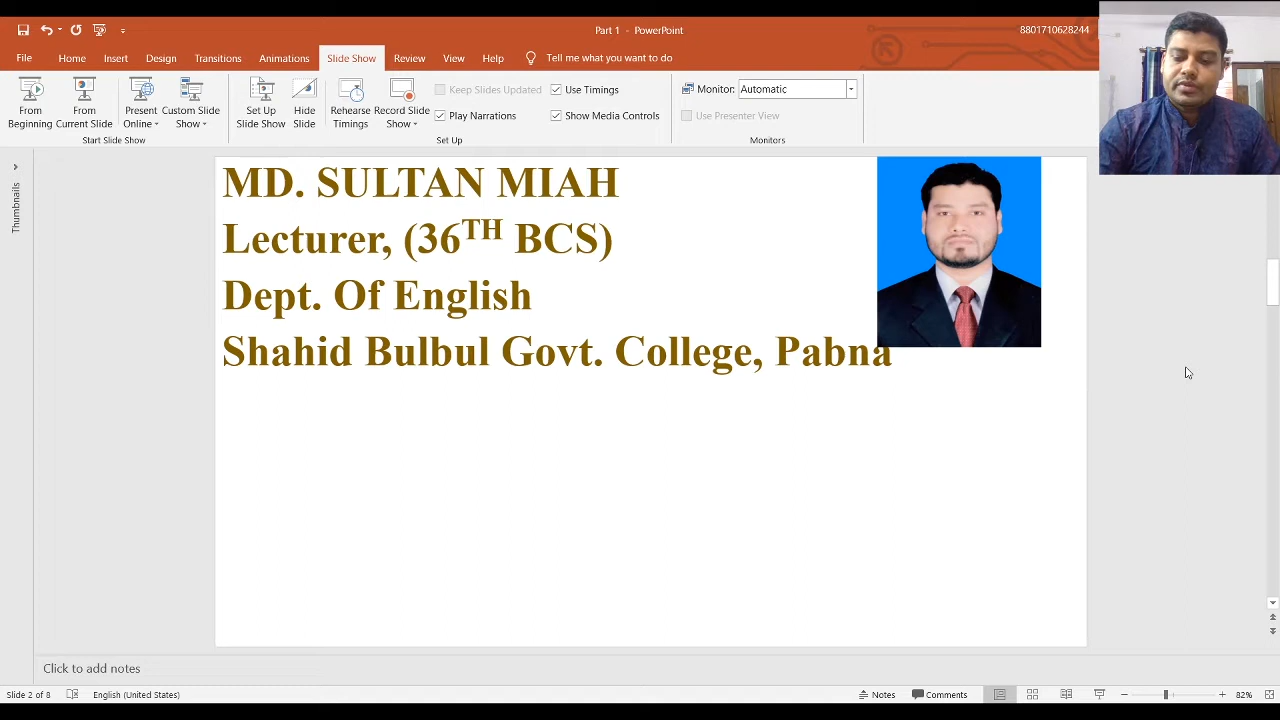 Part 1 - PowerPoint
8801710628244
File Home Insert Design Transitions Animations Slide Show Review View Help Tell me what you want to do
From Beginning
From Current Slide
Present Online
Custom Slide Show
Start Slide Show
Set Up Slide Show
Hide Slide
Rehearse Timings
Record Slide Show
Keep Slides Updated
Play Narrations
Use Timings
Show Media Controls
Set Up
Monitor: Automatic
Use Presenter View
Monitors
Thumbnails
MD. SULTAN MIAH
Lecturer, (36TH BCS)
Dept. Of English
Shahid Bulbul Govt. College, Pabna
Click to add notes
Slide 2 of 8 English (United States) Notes Comments 82%